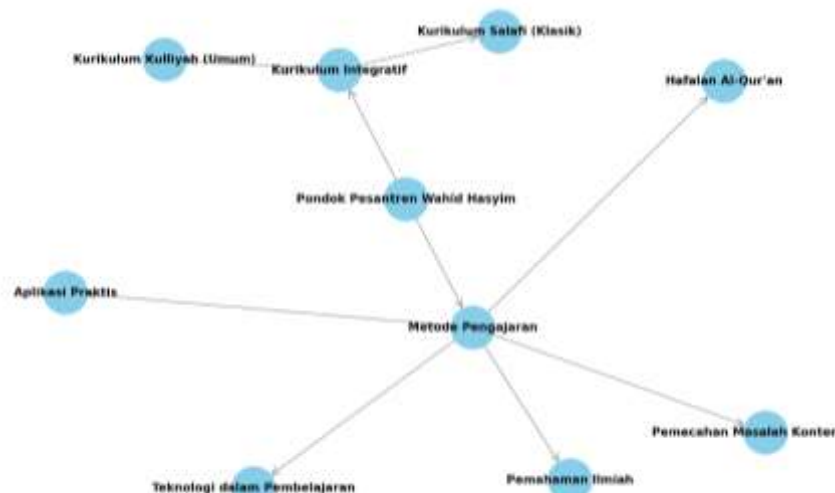 Kurikulum Salafi (Klasik)
Kurikulum Kulliyah (Umum)
Kurikulum Integratif
Hafalan Al-Qur'an
Pondok Pesantren Wahid Hasyim
Aplikasi Praktis
Metode Pengajaran
Pemecahan Masalah Konter
Pemahaman Ilmiah
Teknologi dalam Pembelajaran